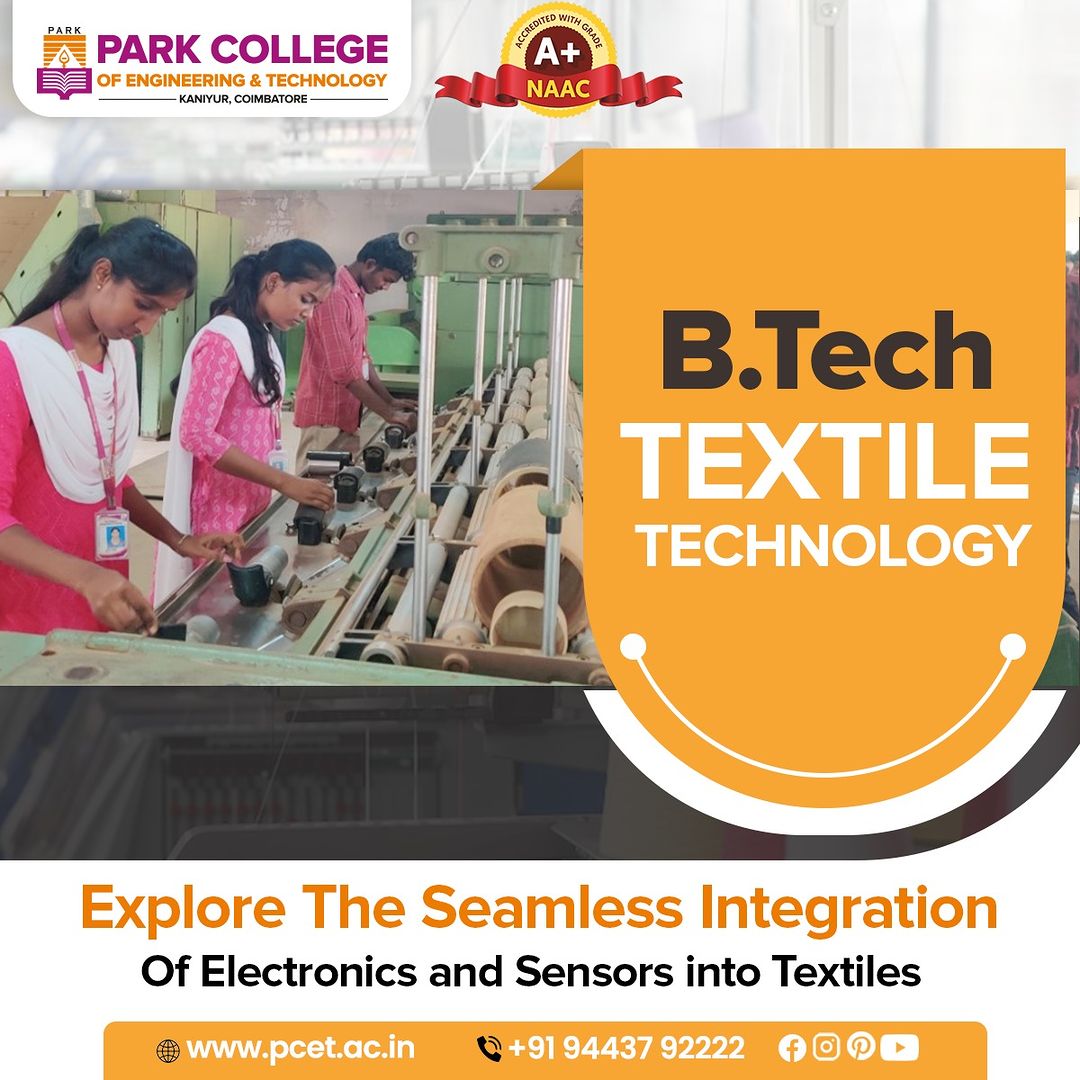 PARK
PARK COLLEGE
OF ENGINEERING & TECHNOLOGY
KANIYUR, COIMBATORE
ACCREDITED WITH GRADE
A+
NAAC
B.Tech
TEXTILE
TECHNOLOGY
Explore The Seamless Integration
Of Electronics and Sensors into Textiles
www.pcet.ac.in +91 94437 92222